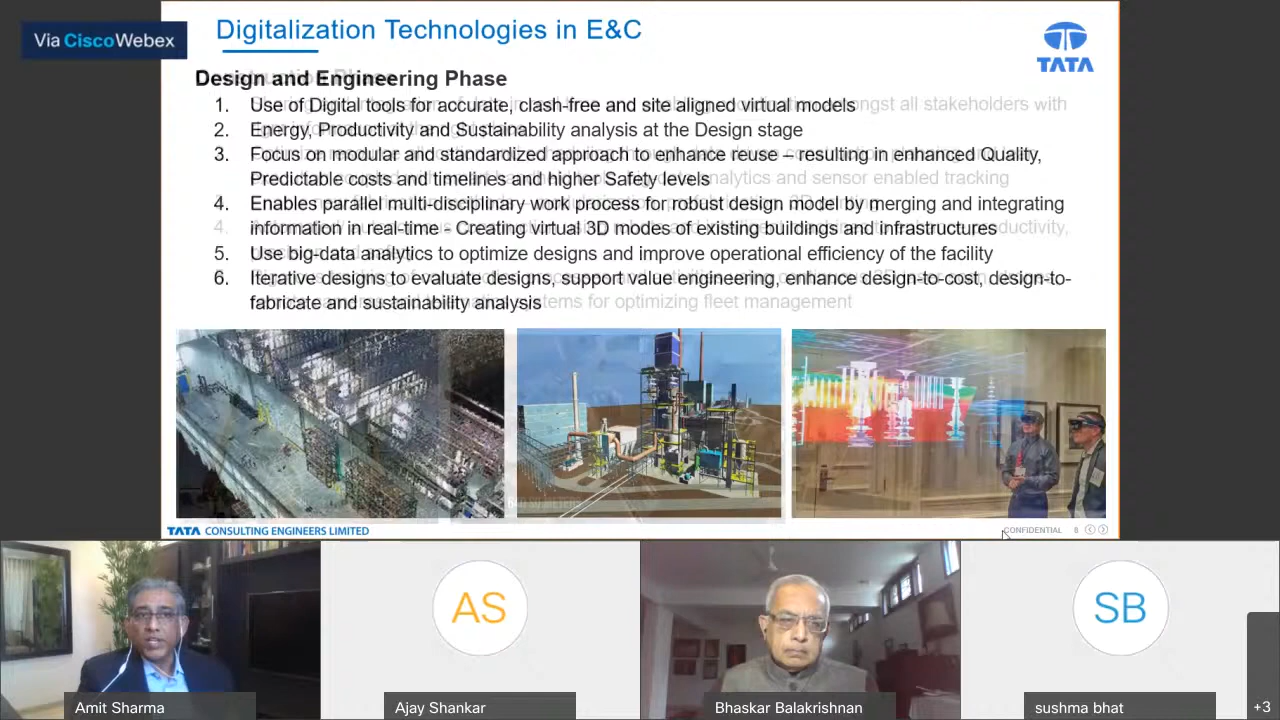 Via Cisco Webex
Digitalization Technologies in E&C
TATA
Design and Engineering Phase
1. Use of Digital tools for accurate, clash-free and site aligned virtual models
2. Energy, Productivity and Sustainability analysis at the Design stage
3. Focus on modular and standardized approach to enhance reuse – resulting in enhanced Quality,
Predictable costs and timelines and higher Safety levels
4. Enables parallel multi-disciplinary work process for robust design model by merging and integrating
information in real-time - Creating virtual 3D models of existing buildings and infrastructures
5. Use big-data analytics to optimize designs and improve operational efficiency of the facility
6. Iterative designs to evaluate designs, support value engineering, enhance design-to-cost, design-to-
fabricate and sustainability analysis
TATA CONSULTING ENGINEERS LIMITED
CONFIDENTIAL 8
AS
SB
Amit Sharma
Ajay Shankar
Bhaskar Balakrishnan
sushma bhat
+3